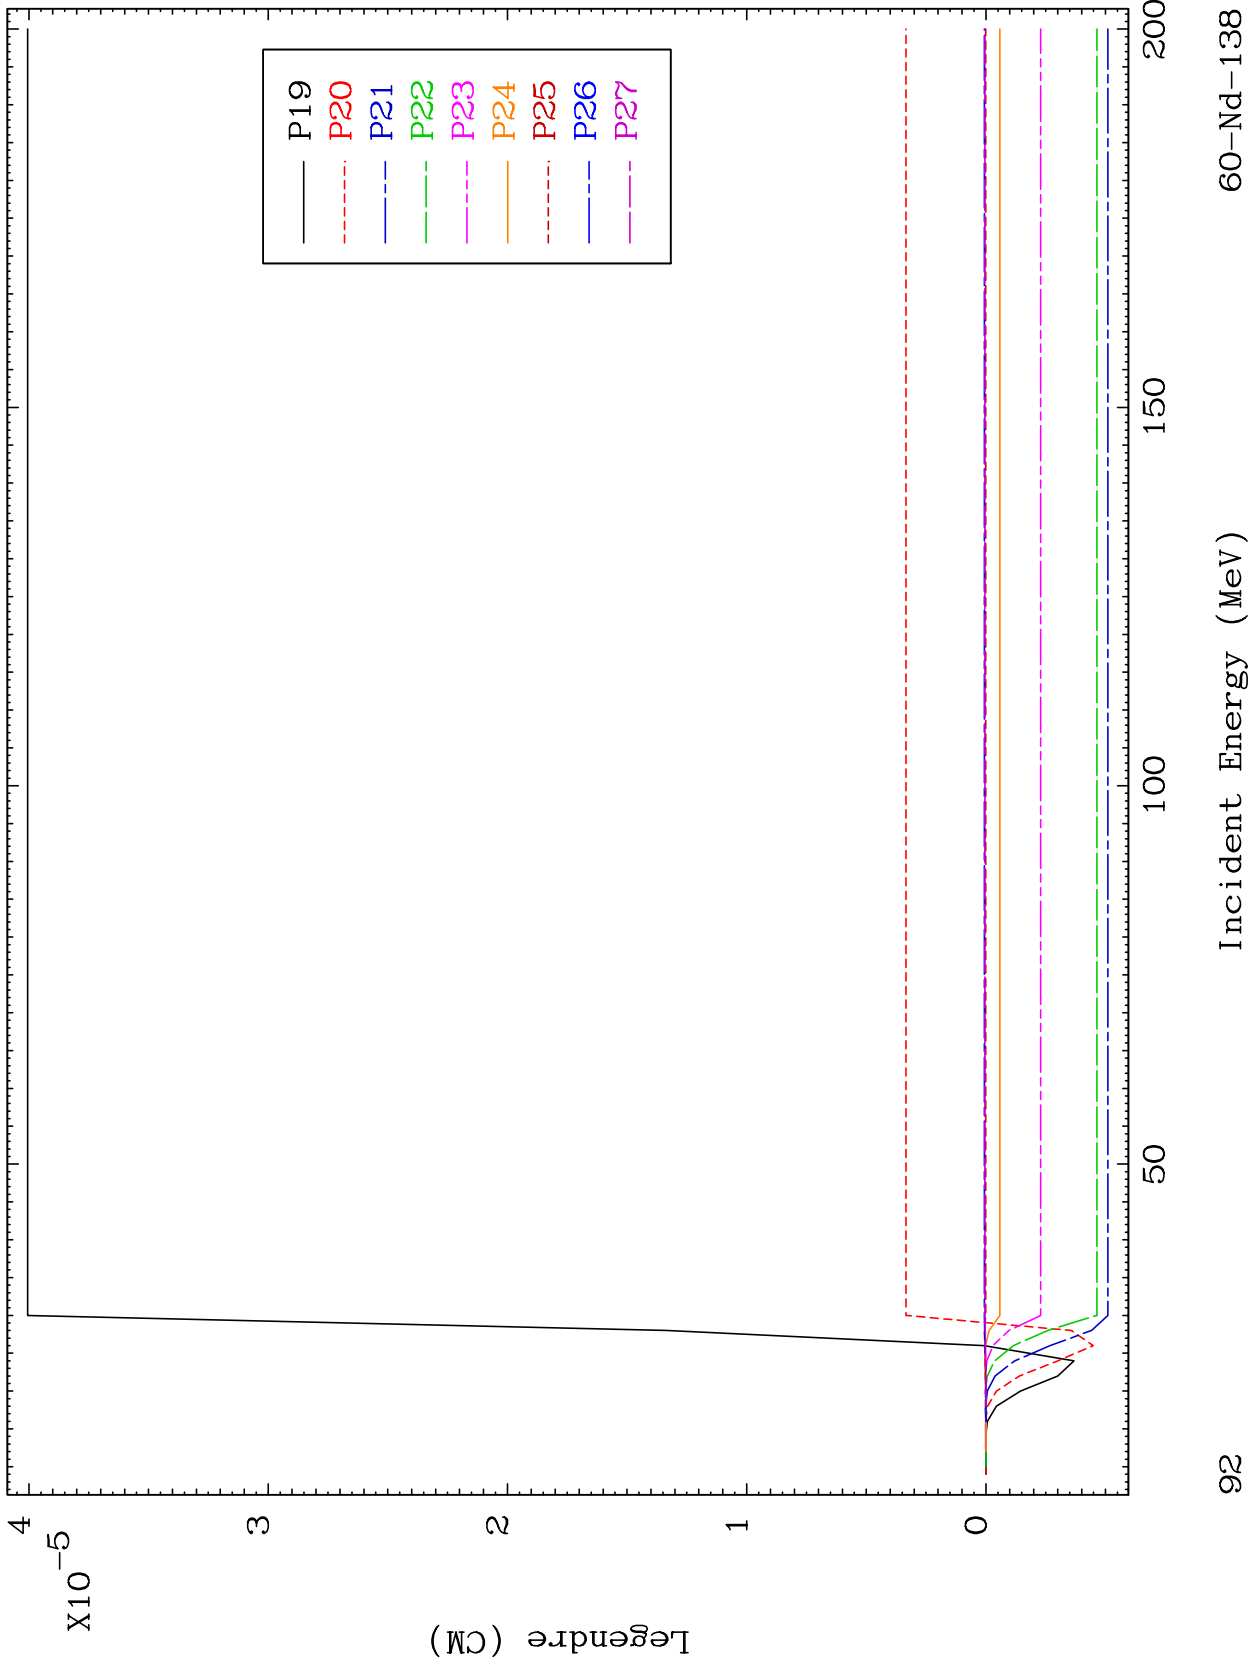 X10
-5
4
3
2
1
0
Legendre (CM)
P19
P20
P21
P22
P23
P24
P25
P26
P27
50
100
150
200
Incident Energy (MeV)
92
60-Nd-138